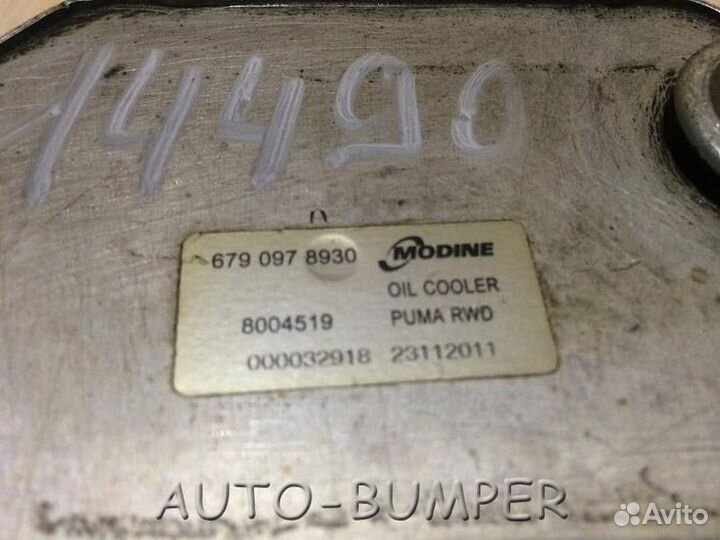 14490
679 097 8930 MODINE
OIL COOLER
8004519 PUMA RWD
000032918 23112011
AUTO-BUMPER
Avito